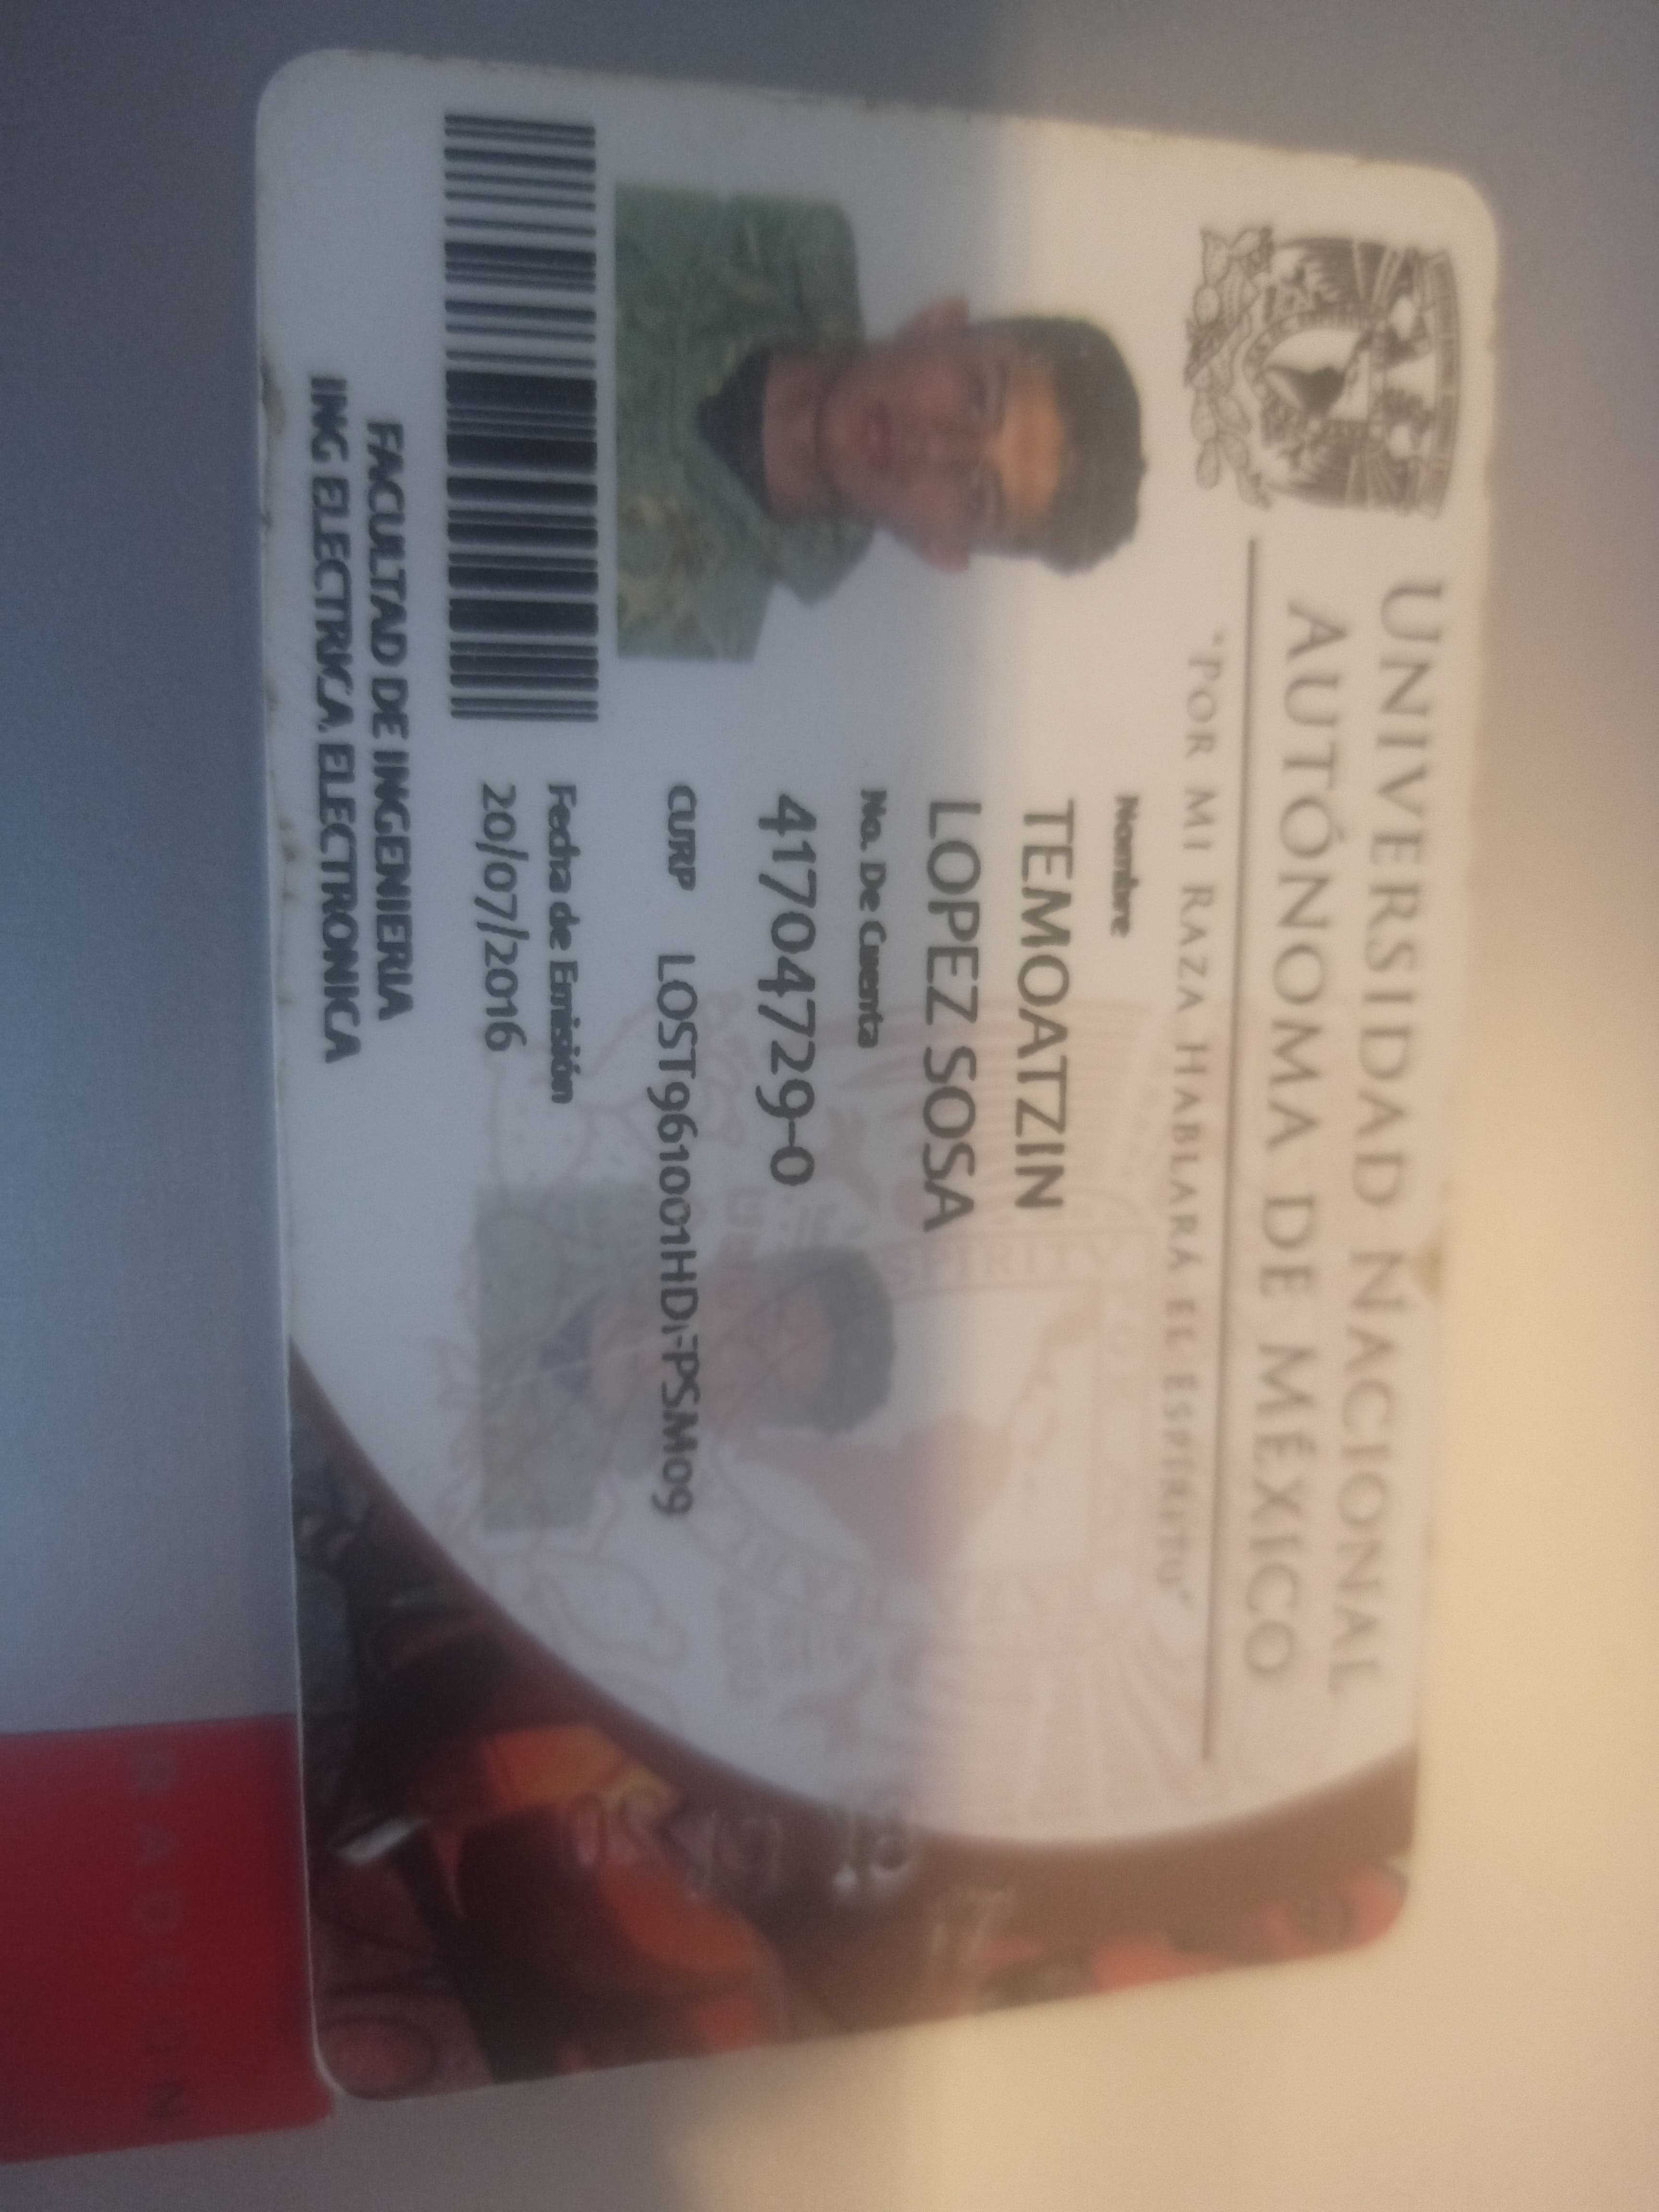 UNIVERSIDAD NACIONAL
AUTÓNOMA DE MÉXICO
"POR MI RAZA HABLARÁ EL ESPÍRITU"
Nombre
TEMOATZIN
LOPEZ SOSA
No. De Cuenta
41704729-0
CURP LOST961001HDFPSM09
Fecha de Emisión
20/07/2016
FACULTAD DE INGENIERIA
ING ELECTRICA ELECTRONICA